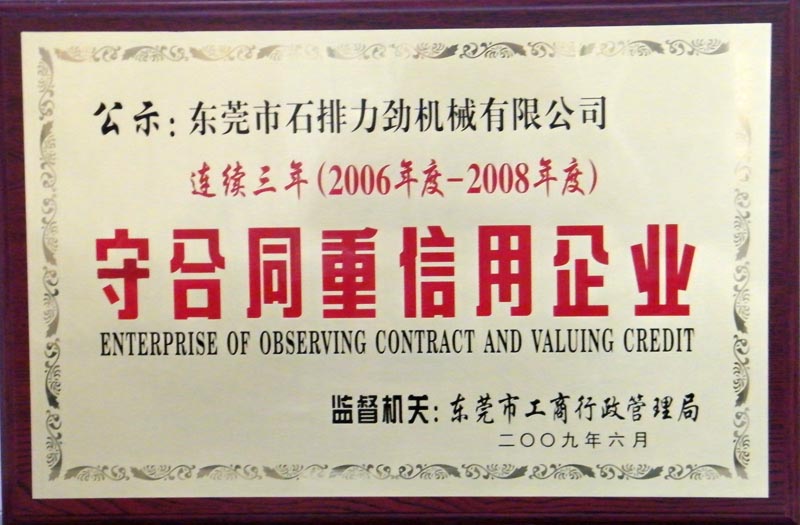 公示：东莞市石排力劲机械有限公司
连续三年(2006年度-2008年度)
守合同重信用企业
ENTERPRISE OF OBSERVING CONTRACT AND VALUING CREDIT
监督机关：东莞市工商行政管理局
二〇〇九年六月